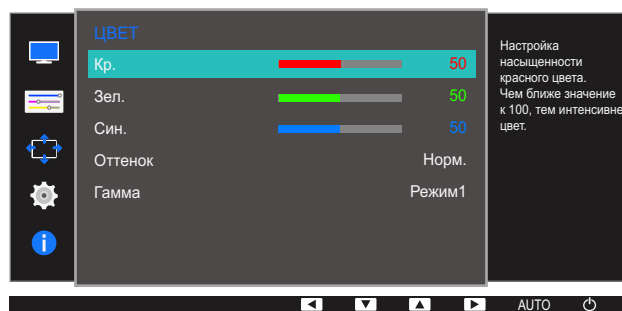 ЦВЕТ
Кр. 50
Зел. 50
Син. 50
Оттенок Норм.
Гамма Режим1
Настройка
насыщенности
красного цвета.
Чем ближе значение
к 100, тем интенсивне
цвет.
AUTO